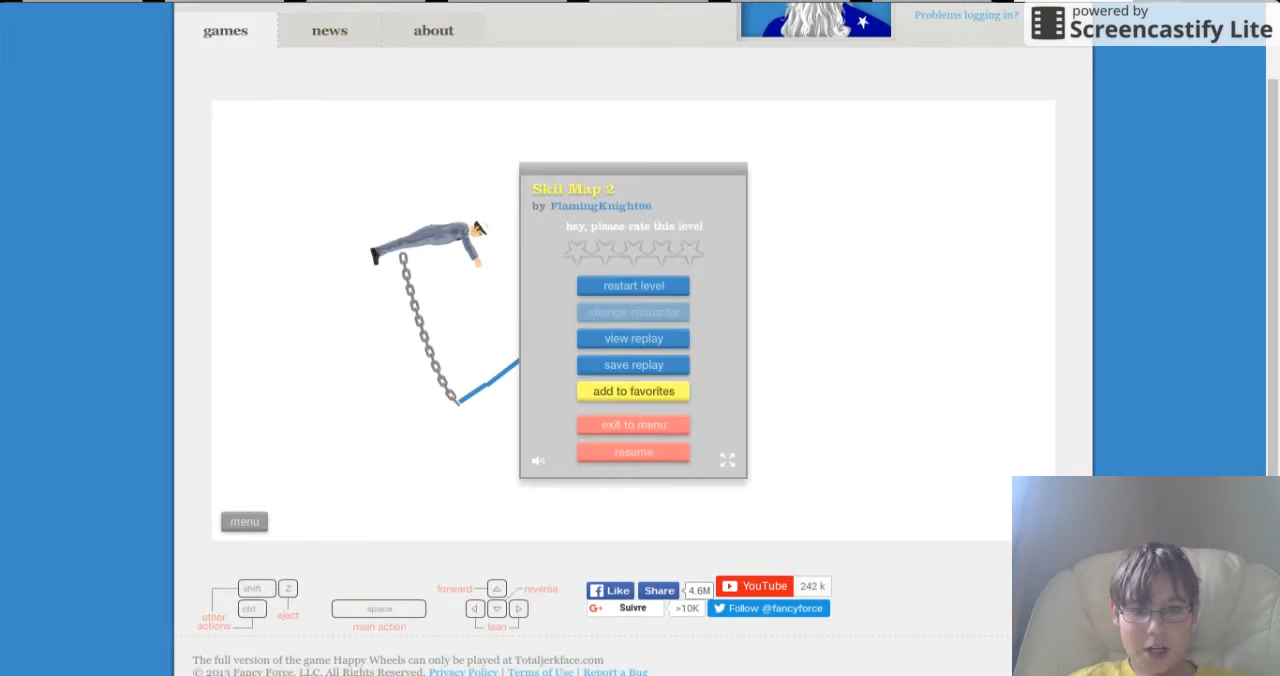 games
news
about
Problems logging in?
powered by
Screencastify Lite
Skii Map 2
by FlamingKnight96
hey, please rate this level
restart level
change character
view replay
save replay
add to favorites
exit to menu
resume
menu
shift
Z
ctrl
other
actions
eject
space
main action
forward
reverse
lean
Like
Share
4.6M
YouTube
242 k
G+
Suivre
>10K
Follow @fancyforce
The full version of the game Happy Wheels can only be played at Totaljerkface.com
© 2013 Fancy Force, LLC. All Rights Reserved. Privacy Policy | Terms of Use | Report a Bug